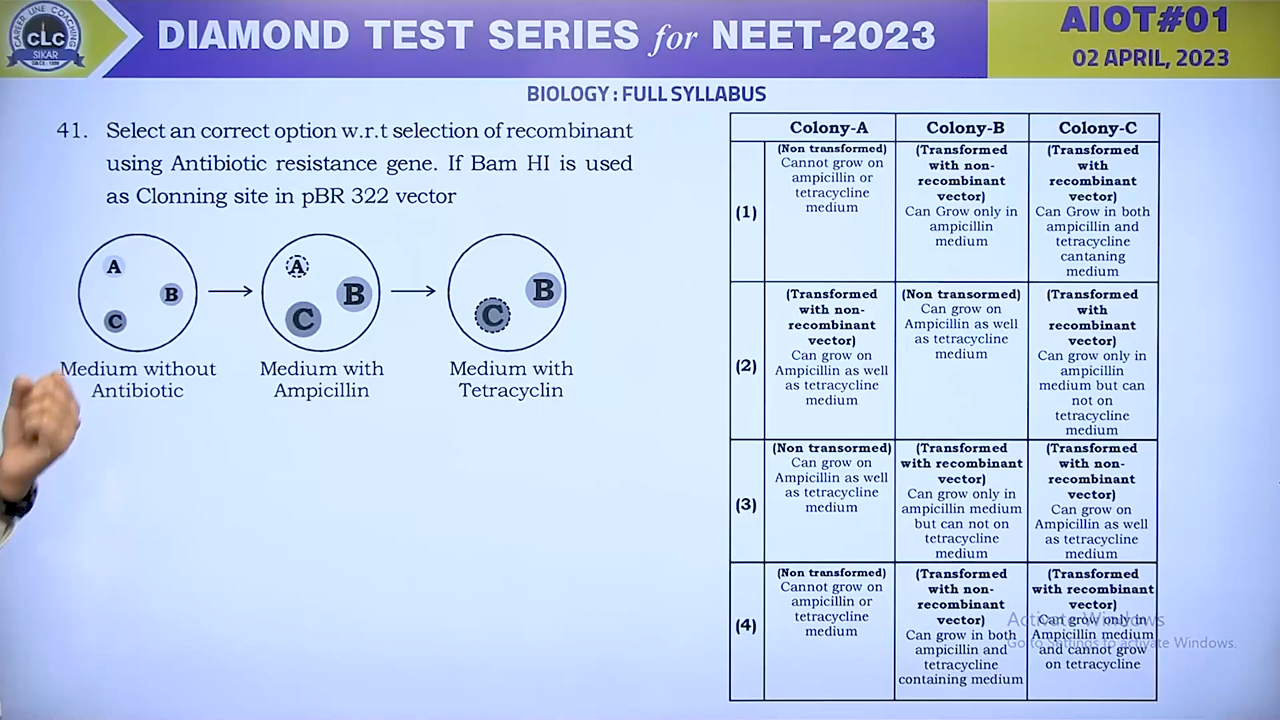 CAREER LINE COACHING
CLC
SIKAR
SINCE : 1996
DIAMOND TEST SERIES for NEET-2023
AIOT#01
02 APRIL, 2023
BIOLOGY : FULL SYLLABUS
41. Select an correct option w.r.t selection of recombinant
using Antibiotic resistance gene. If Bam HI is used
as Clonning site in pBR 322 vector
A
B
C
Medium without
Antibiotic
A
B
C
Medium with
Ampicillin
B
C
Medium with
Tetracyclin
Colony-A Colony-B Colony-C
(1)
(Non transformed)
Cannot grow on
ampicillin or
tetracycline
medium
(Transformed
with non-
recombinant
vector)
Can Grow only in
ampicillin
medium
(Transformed
with
recombinant
vector)
Can Grow in both
ampicillin and
tetracycline
cantaning
medium
(2)
(Transformed
with non-
recombinant
vector)
Can grow on
Ampicillin as well
as tetracycline
medium
(Non transormed)
Can grow on
Ampicillin as well
as tetracycline
medium
(Transformed
with
recombinant
vector)
Can grow only in
ampicillin
medium but can
not on
tetracycline
medium
(3)
(Non transormed)
Can grow on
Ampicillin as well
as tetracycline
medium
(Transformed
with recombinant
vector)
Can grow only in
ampicillin medium
but can not on
tetracycline
medium
(Transformed
with non-
recombinant
vector)
Can grow on
Ampicillin as well
as tetracycline
medium
(4)
(Non transformed)
Cannot grow on
ampicillin or
tetracycline
medium
(Transformed
with non-
recombinant
vector)
Can grow in both
ampicillin and
tetracycline
containing medium
(Transformed
with recombinant
vector)
Can grow only in
Ampicillin medium
and cannot grow
on tetracycline
Activate Windows
Go to Settings to activate Windows.